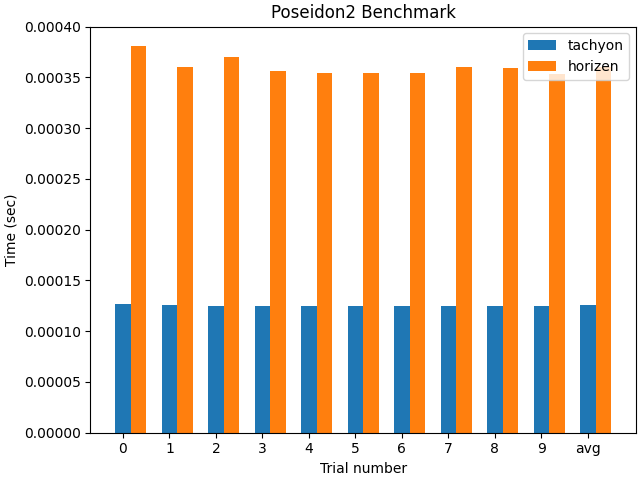 Poseidon2 Benchmark
tachyon
horizen
0.00040
0.00035
0.00030
0.00025
0.00020
0.00015
0.00010
0.00005
0.00000
Time (sec)
0 1 2 3 4 5 6 7 8 9 avg
Trial number